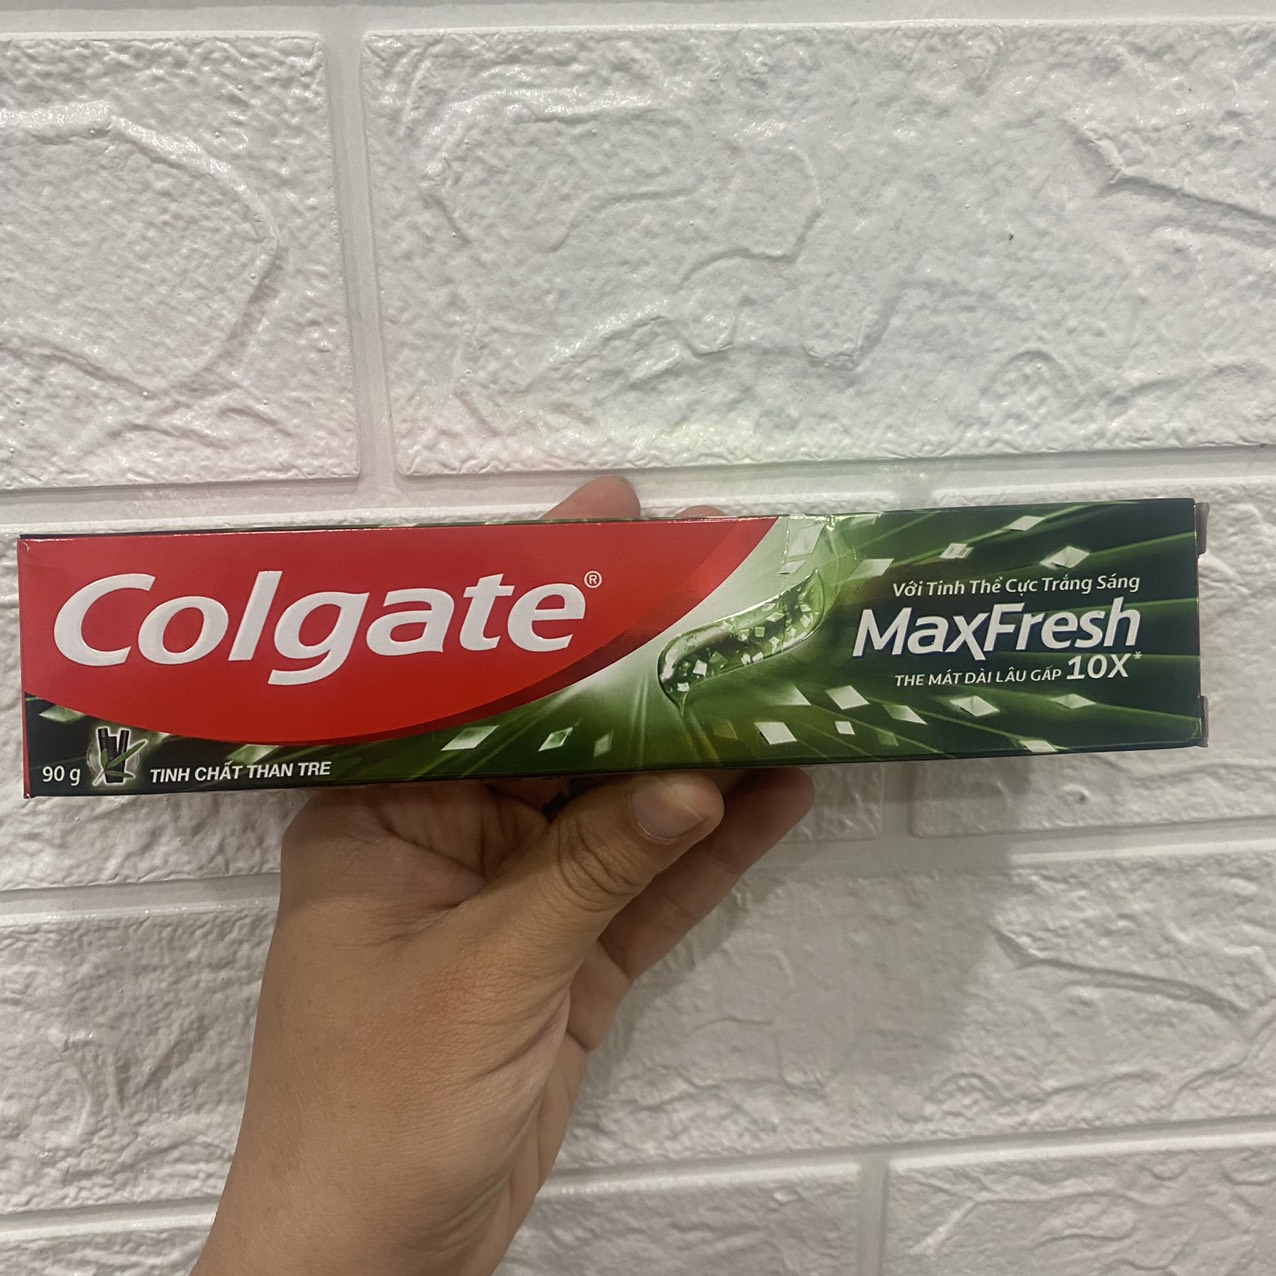 Colgate®
90 g
TINH CHẤT THAN TRE
Với Tinh Thể Cực Trắng Sáng
MaxFresh
THE MÁT DÀI LÂU GẤP 10X*